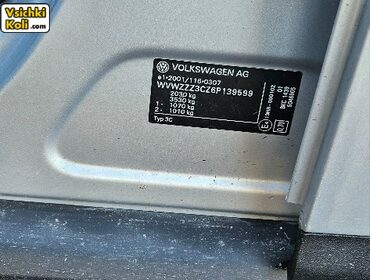 Vsichki
Koli .com
VOLKSWAGEN AG
e1*2001/116*0307
WVWZZZ3CZ6P139599
2030 kg
3530 kg
1- 1070 kg
2- 1010 kg
Typ 3C